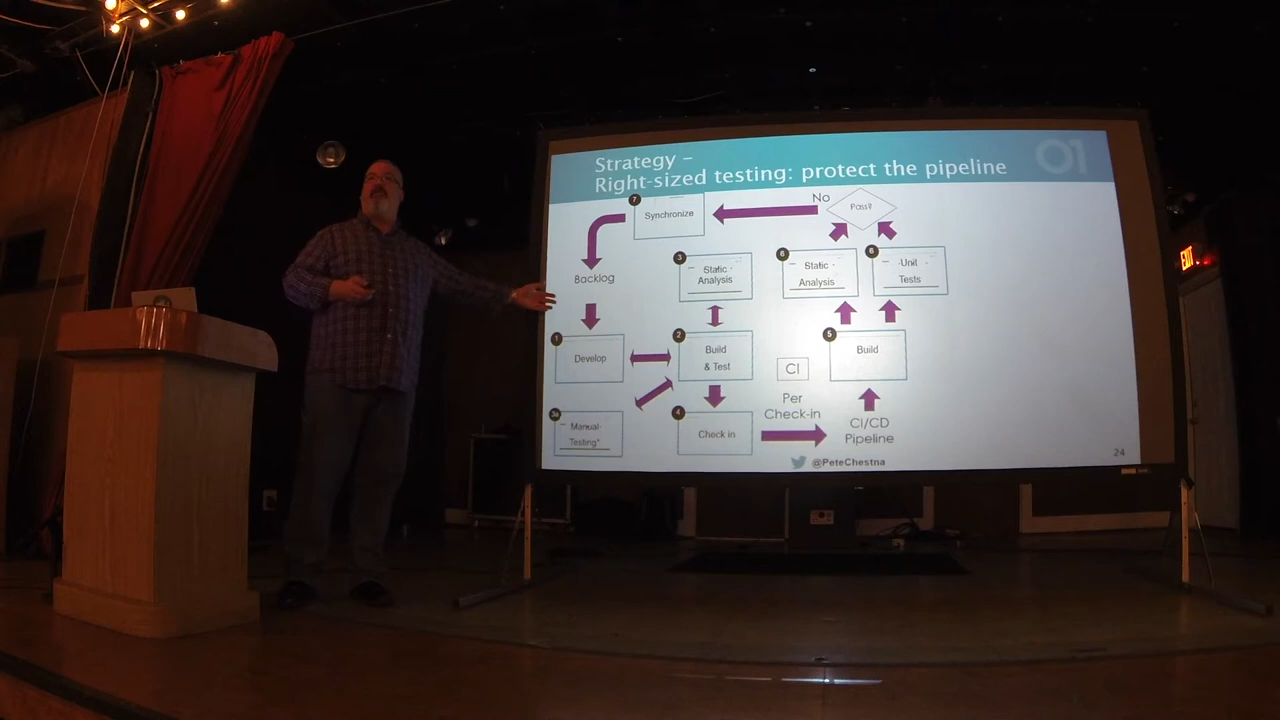 Strategy –
Right-sized testing: protect the pipeline
01
7
Synchronize
No
Pass?
Backlog
3
Static
Analysis
6
Static
Analysis
6
Unit
Tests
1
Develop
2
Build
& Test
CI
5
Build
3a
Manual
Testing*
4
Check in
Per
Check-in
CI/CD
Pipeline
@PeteChestna
24
EXIT